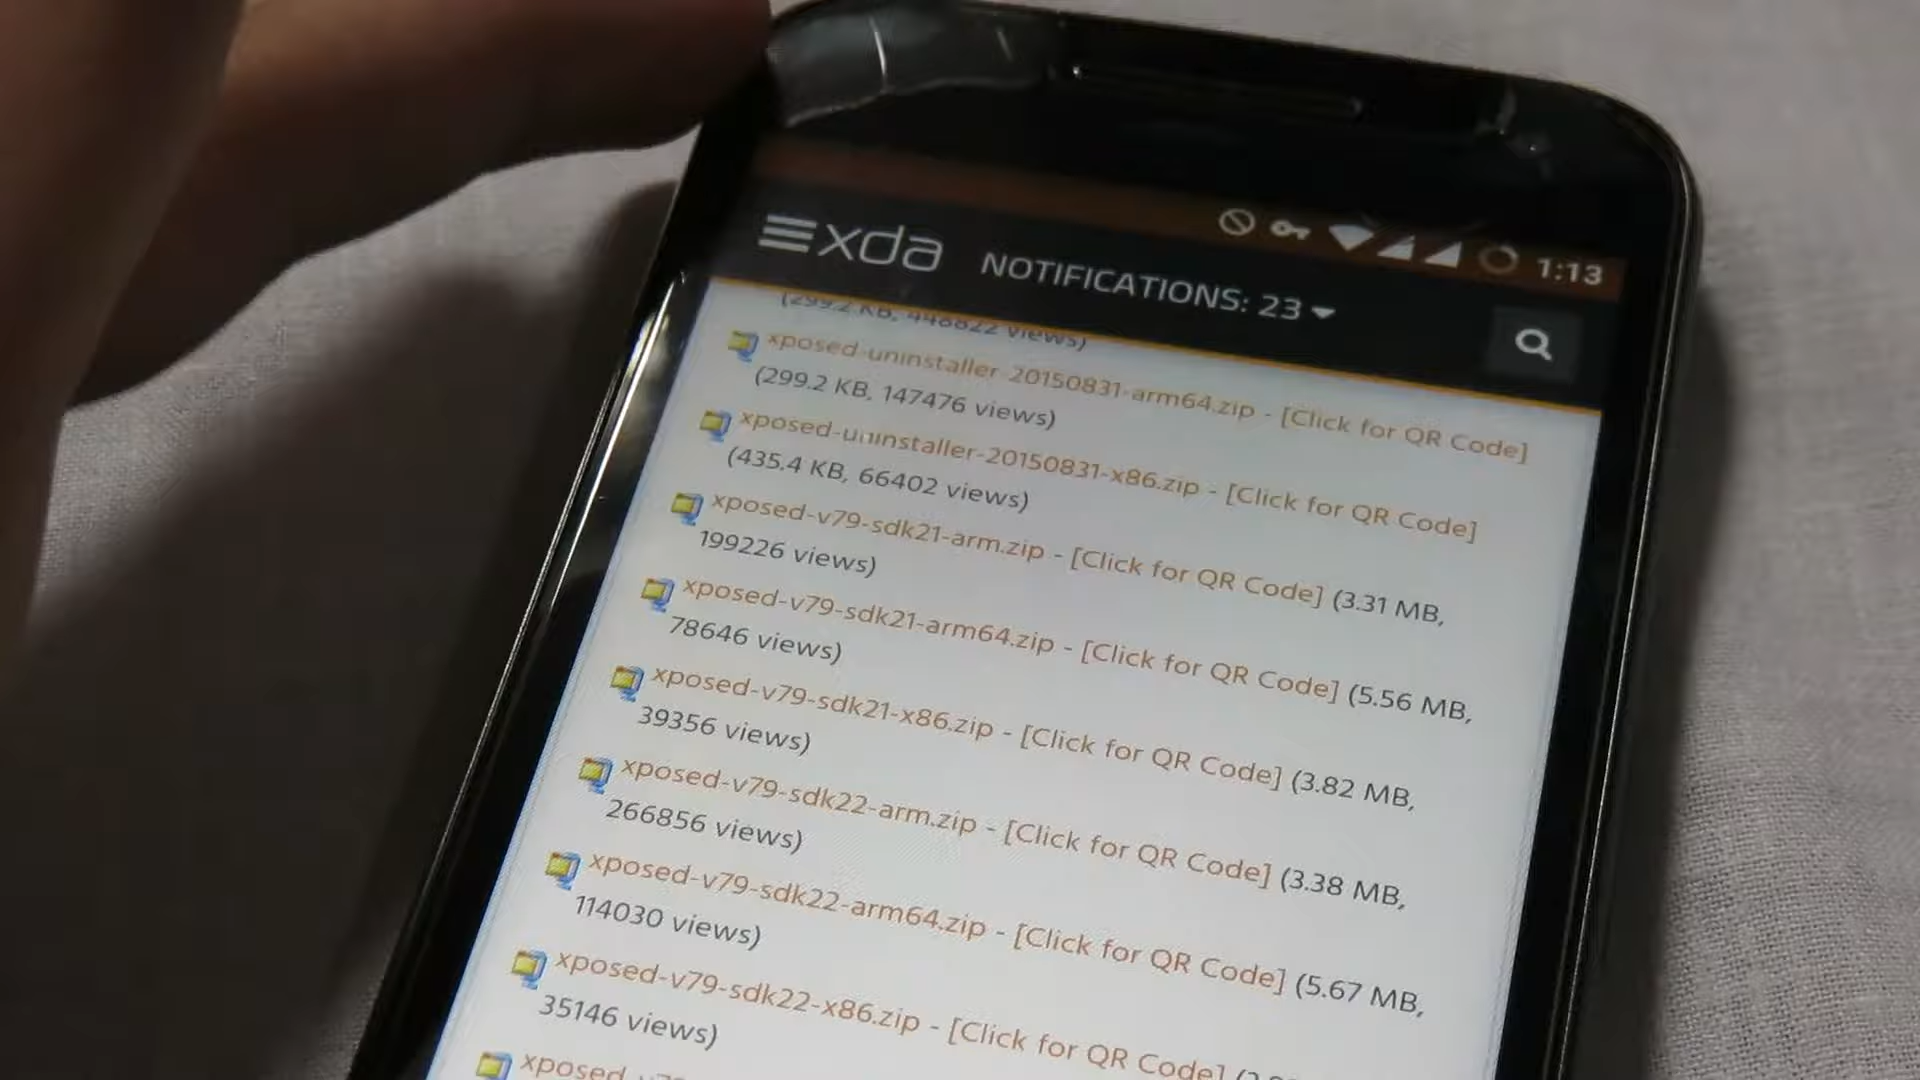 1:13
xda NOTIFICATIONS: 23
(299.2 KB, 448822 views)
xposed-uninstaller-20150831-arm64.zip - [Click for QR Code]
(299.2 KB, 147476 views)
xposed-uninstaller-20150831-x86.zip - [Click for QR Code]
(435.4 KB, 66402 views)
xposed-v79-sdk21-arm.zip - [Click for QR Code] (3.31 MB,
199226 views)
xposed-v79-sdk21-arm64.zip - [Click for QR Code] (5.56 MB,
78646 views)
xposed-v79-sdk21-x86.zip - [Click for QR Code] (3.82 MB,
39356 views)
xposed-v79-sdk22-arm.zip - [Click for QR Code] (3.38 MB,
266856 views)
xposed-v79-sdk22-arm64.zip - [Click for QR Code] (5.67 MB,
114030 views)
xposed-v79-sdk22-x86.zip - [Click for QR Code]
35146 views)